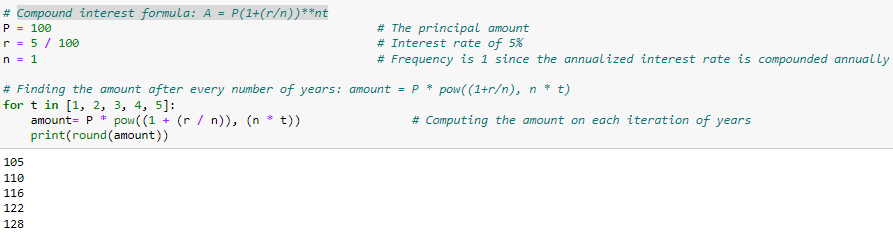 # Compound interest formula: A = P(1+(r/n))**nt
P = 100 # The principal amount
r = 5 / 100 # Interest rate of 5%
n = 1 # Frequency is 1 since the annualized interest rate is compounded annually
# Finding the amount after every number of years: amount = P * pow((1+r/n), n * t)
for t in [1, 2, 3, 4, 5]:
amount= P * pow((1 + (r / n)), (n * t)) # Computing the amount on each iteration of years
print(round(amount))
105
110
116
122
128